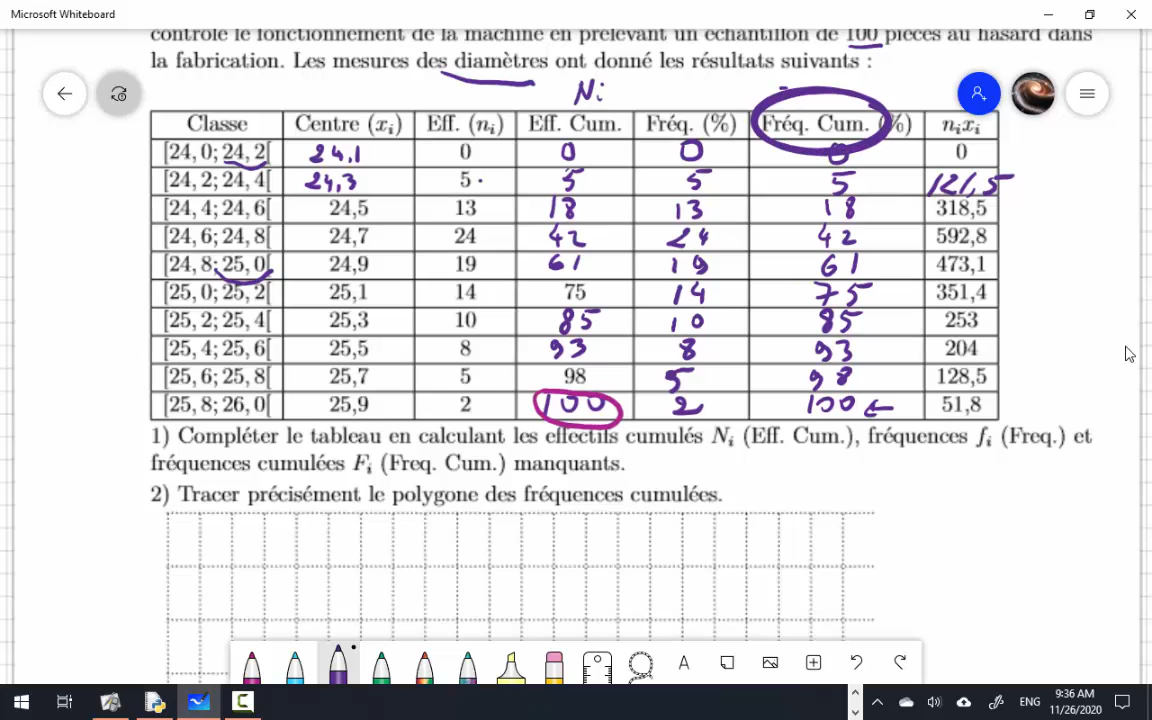 Microsoft Whiteboard
contrôle le fonctionnement de la machine en prélevant un échantillon de 100 pièces au hasard dans
la fabrication. Les mesures des diamètres ont donné les résultats suivants :
Ni
Classe Centre (xi) Eff. (ni) Eff. Cum. Fréq. (%) Fréq. Cum. (%) nixi
[24, 0; 24, 2[ 24,1 0 0 0 0 0
[24, 2; 24, 4[ 24,3 5 5 5 5 121,5
[24, 4; 24, 6[ 24,5 13 18 13 18 318,5
[24, 6; 24, 8[ 24,7 24 42 24 42 592,8
[24, 8; 25, 0[ 24,9 19 61 19 61 473,1
[25, 0; 25, 2[ 25,1 14 75 14 75 351,4
[25, 2; 25, 4[ 25,3 10 85 10 85 253
[25, 4; 25, 6[ 25,5 8 93 8 93 204
[25, 6; 25, 8[ 25,7 5 98 5 98 128,5
[25, 8; 26, 0[ 25,9 2 100 2 100 ← 51,8
1) Compléter le tableau en calculant les effectifs cumulés Ni (Eff. Cum.), fréquences fi (Freq.) et
fréquences cumulées Fi (Freq. Cum.) manquants.
2) Tracer précisément le polygone des fréquences cumulées.
A
ENG
9:36 AM
11/26/2020